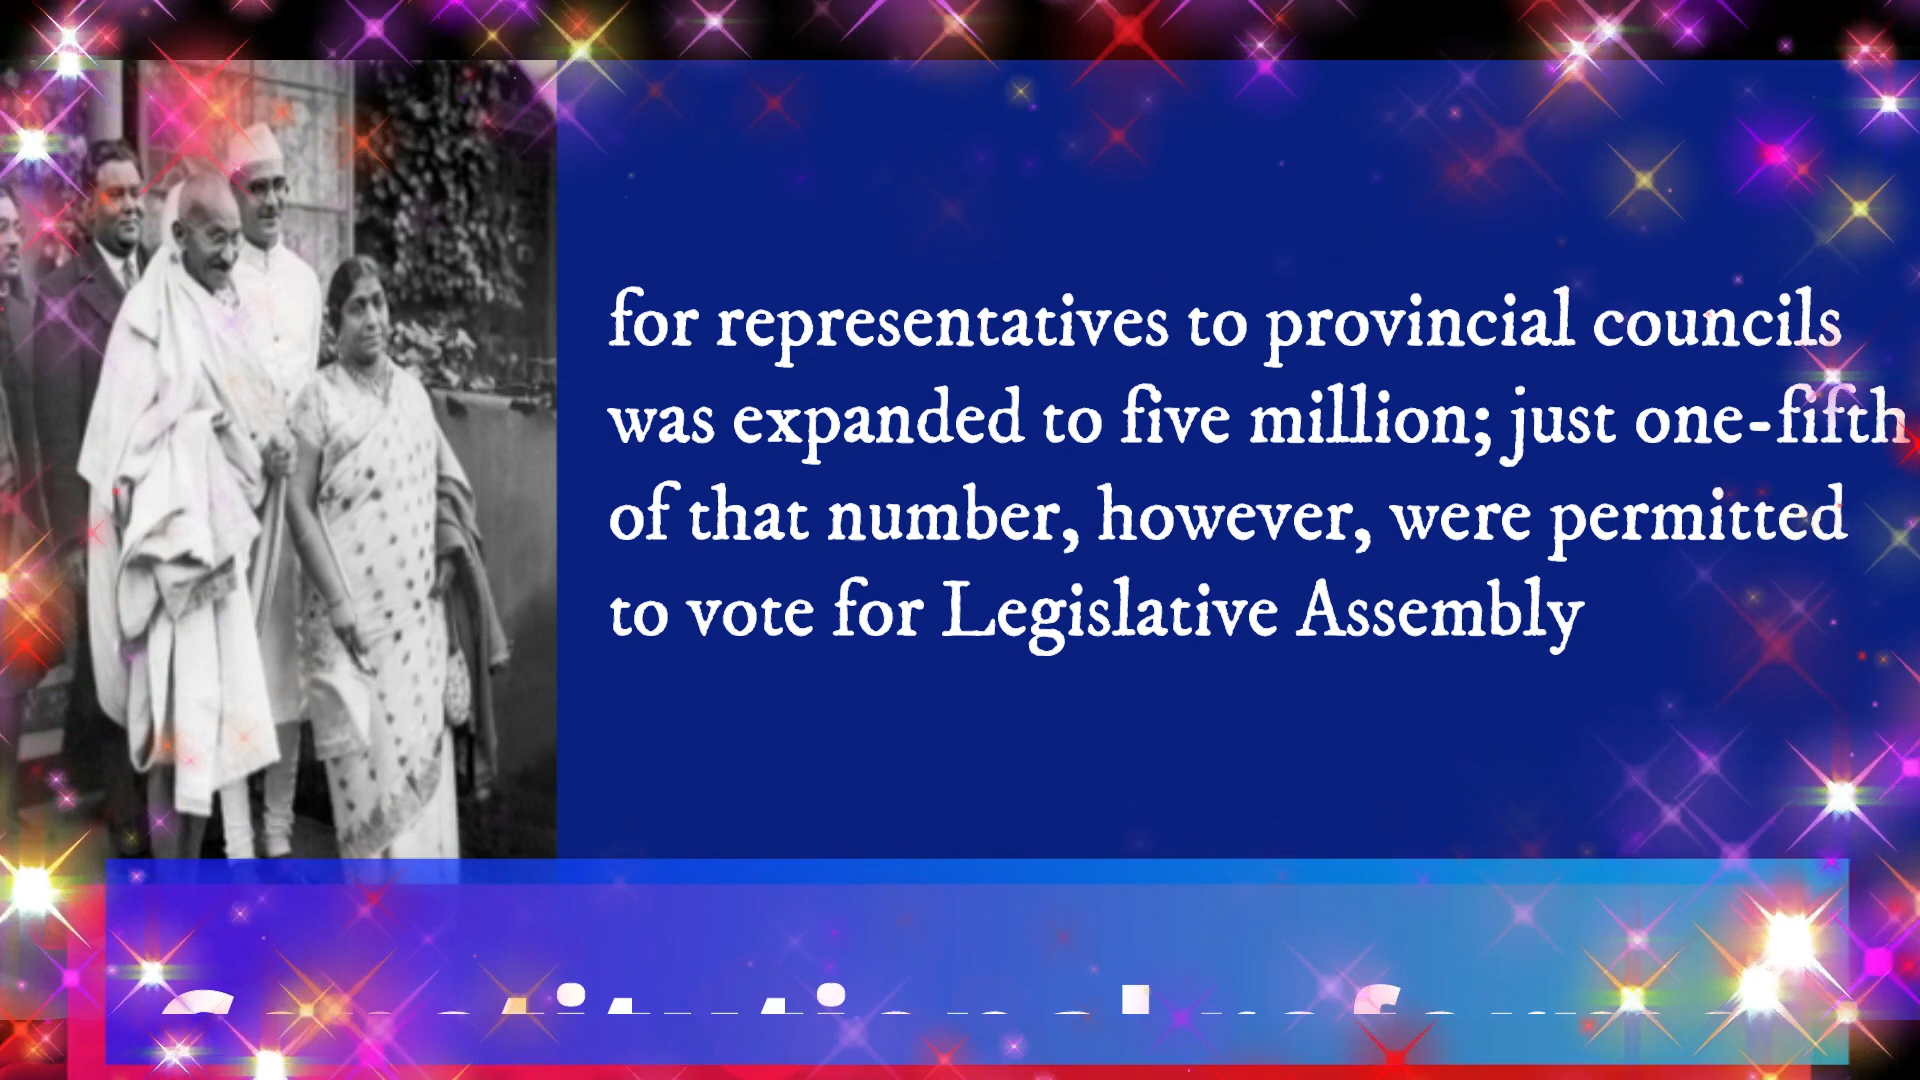 for representatives to provincial councils
was expanded to five million; just one-fifth
of that number, however, were permitted
to vote for Legislative Assembly